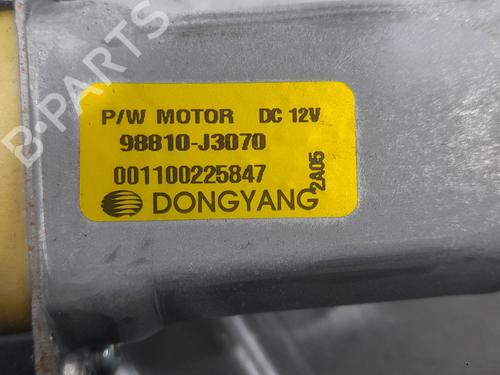 P/W MOTOR DC 12V
98810-J3070
001100225847
2A05
DONGYANG
B-PARTS